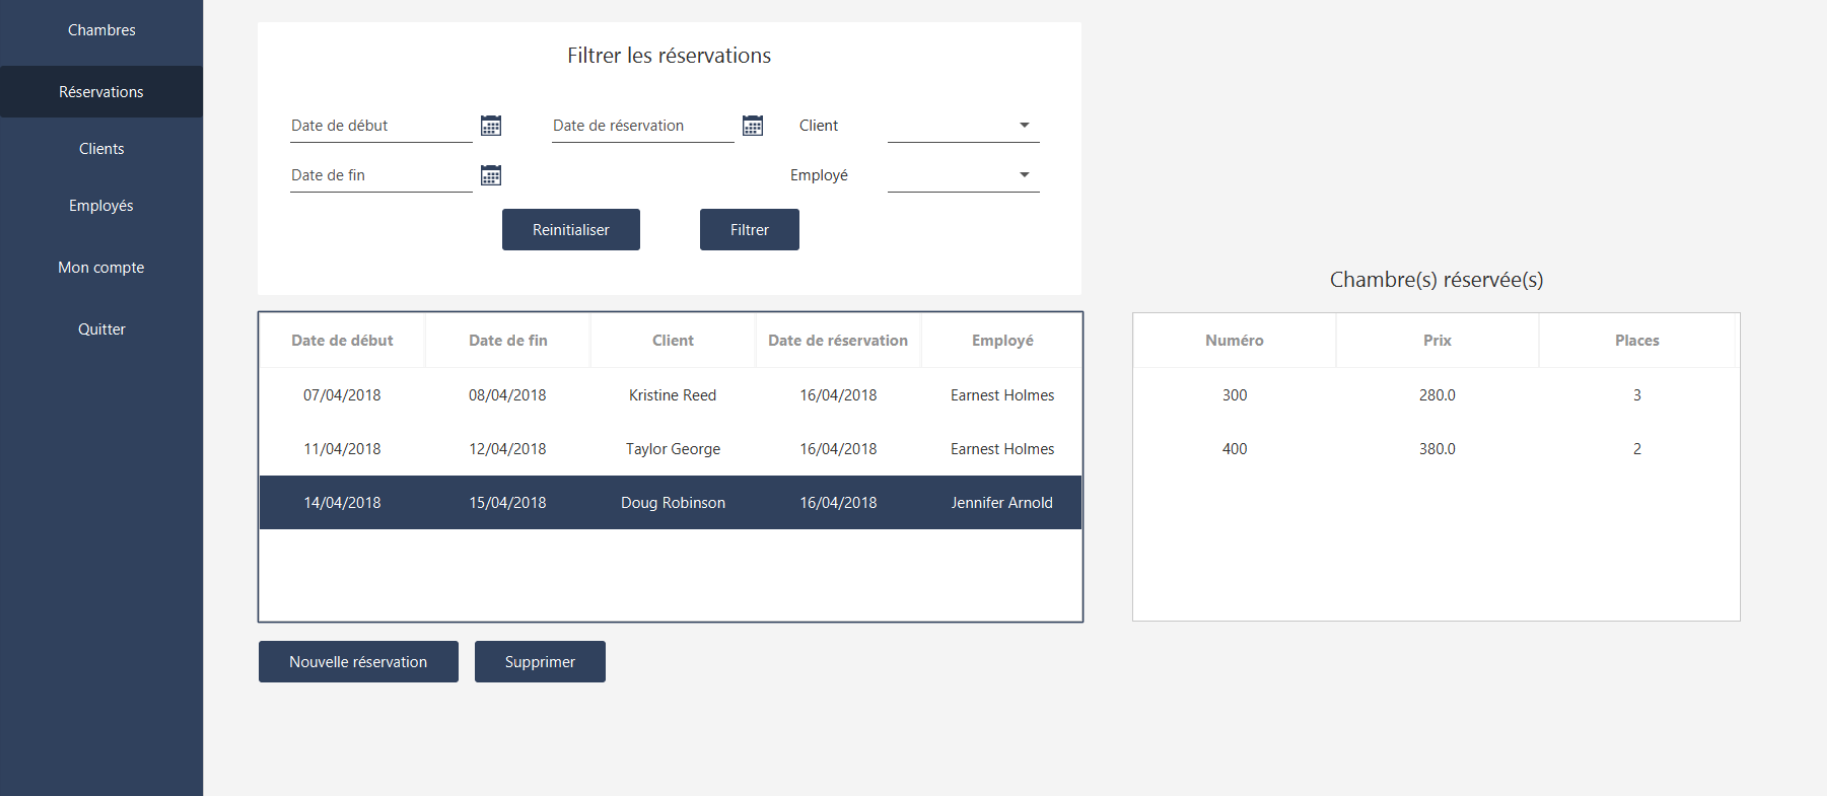 Chambres
Réservations
Clients
Employés
Mon compte
Quitter
Filtrer les réservations
Date de début
Date de réservation
Client
Date de fin
Employé
Reinitialiser
Filtrer
Date de début Date de fin Client Date de réservation Employé
07/04/2018 08/04/2018 Kristine Reed 16/04/2018 Earnest Holmes
11/04/2018 12/04/2018 Taylor George 16/04/2018 Earnest Holmes
14/04/2018 15/04/2018 Doug Robinson 16/04/2018 Jennifer Arnold
Nouvelle réservation
Supprimer
Chambre(s) réservée(s)
Numéro Prix Places
300 280.0 3
400 380.0 2